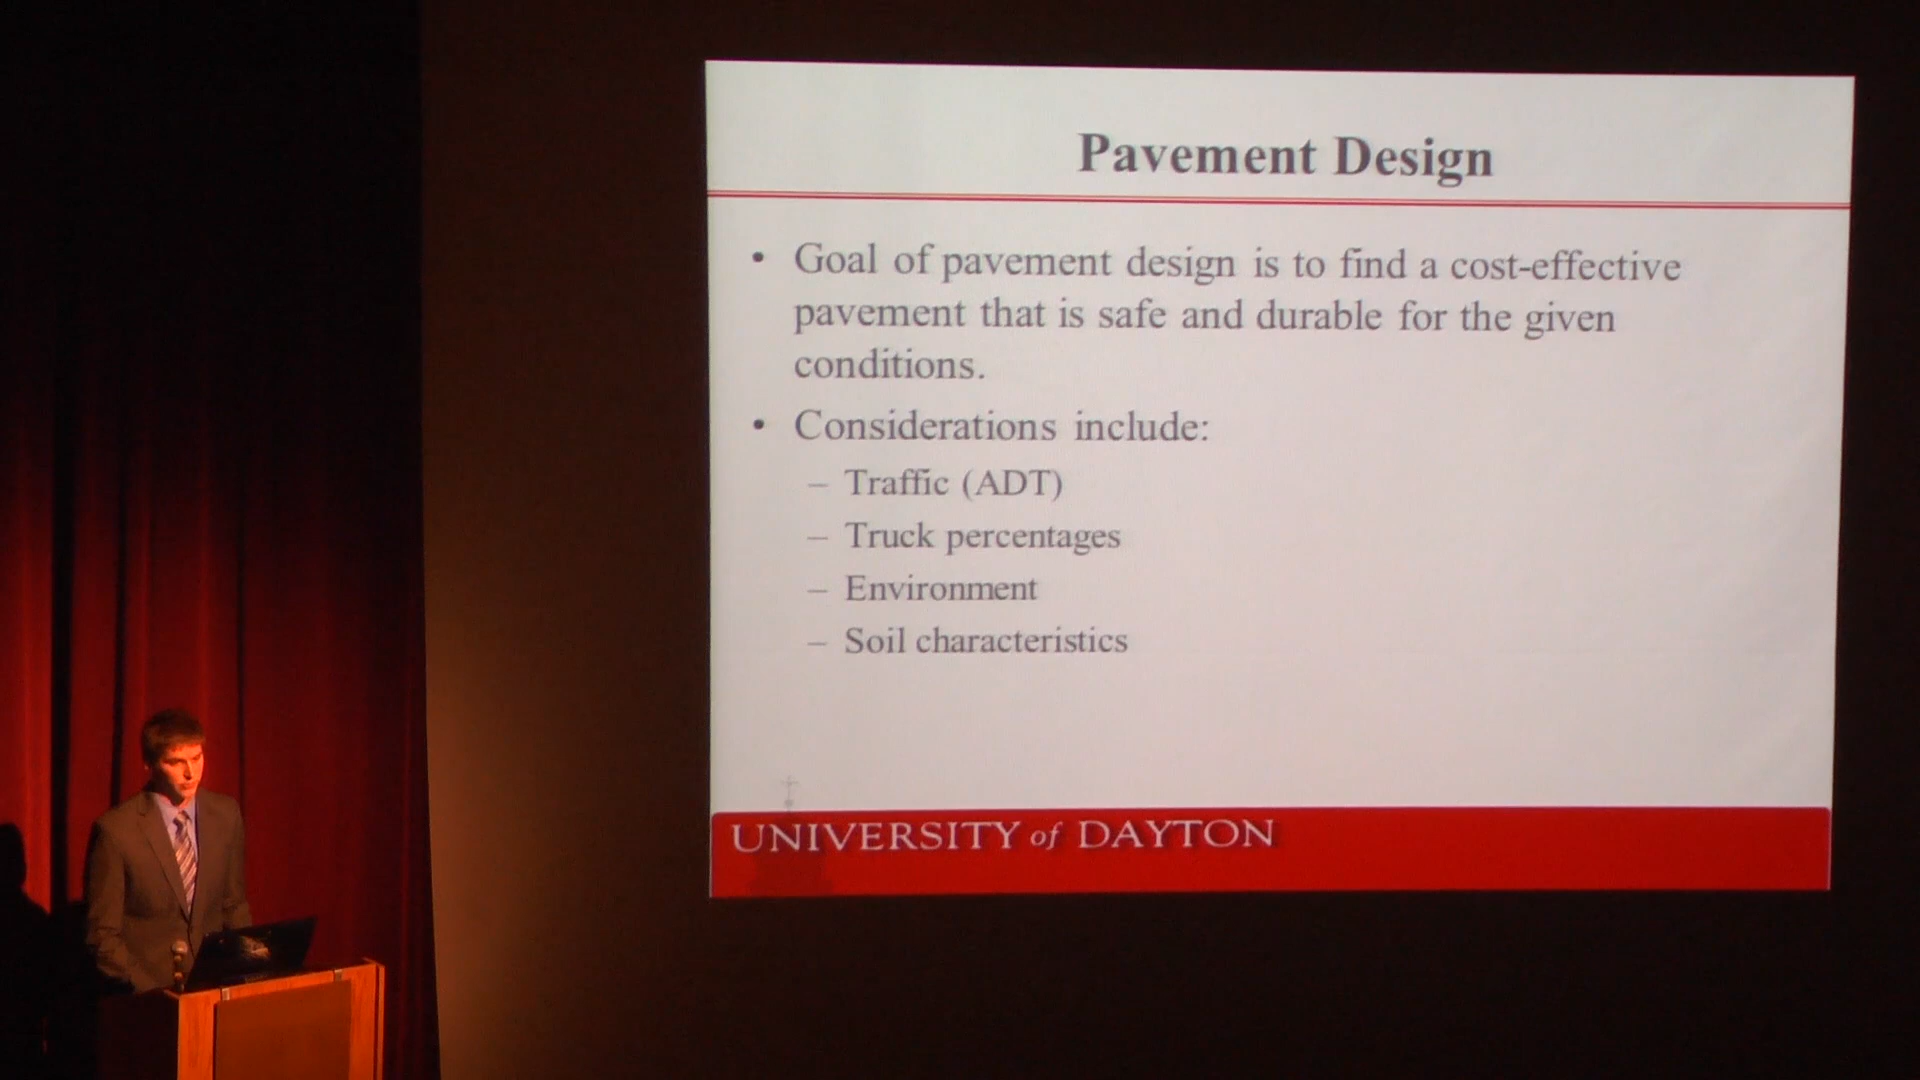 Pavement Design
• Goal of pavement design is to find a cost-effective
pavement that is safe and durable for the given
conditions.
• Considerations include:
– Traffic (ADT)
– Truck percentages
– Environment
– Soil characteristics
UNIVERSITY of DAYTON